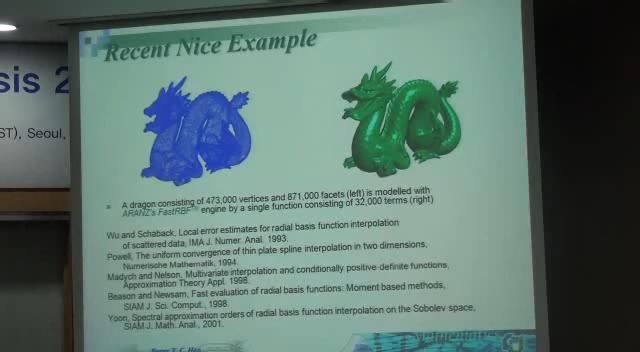 Recent Nice Example
sis 2
ST), Seoul,
» A dragon consisting of 473,000 vertices and 871,000 facets (left) is modelled with
ARANZ's FastRBF™ engine by a single function consisting of 32,000 terms (right)
Wu and Schaback, Local error estimates for radial basis function interpolation
of scattered data, IMA J. Numer. Anal. 1993.
Powell, The uniform convergence of thin plate spline interpolation in two dimensions,
Numerische Mathematik, 1994.
Madych and Nelson, Multivariate interpolation and conditionally positive definite functions,
Approximation Theory Appl. 1998.
Beason and Newsam, Fast evaluation of radial basis functions: Moment based methods,
SIAM J. Sci. Comput., 1998.
Yoon, Spectral approximation orders of radial basis function interpolation on the Sobolev space,
SIAM J. Math. Anal., 2001.